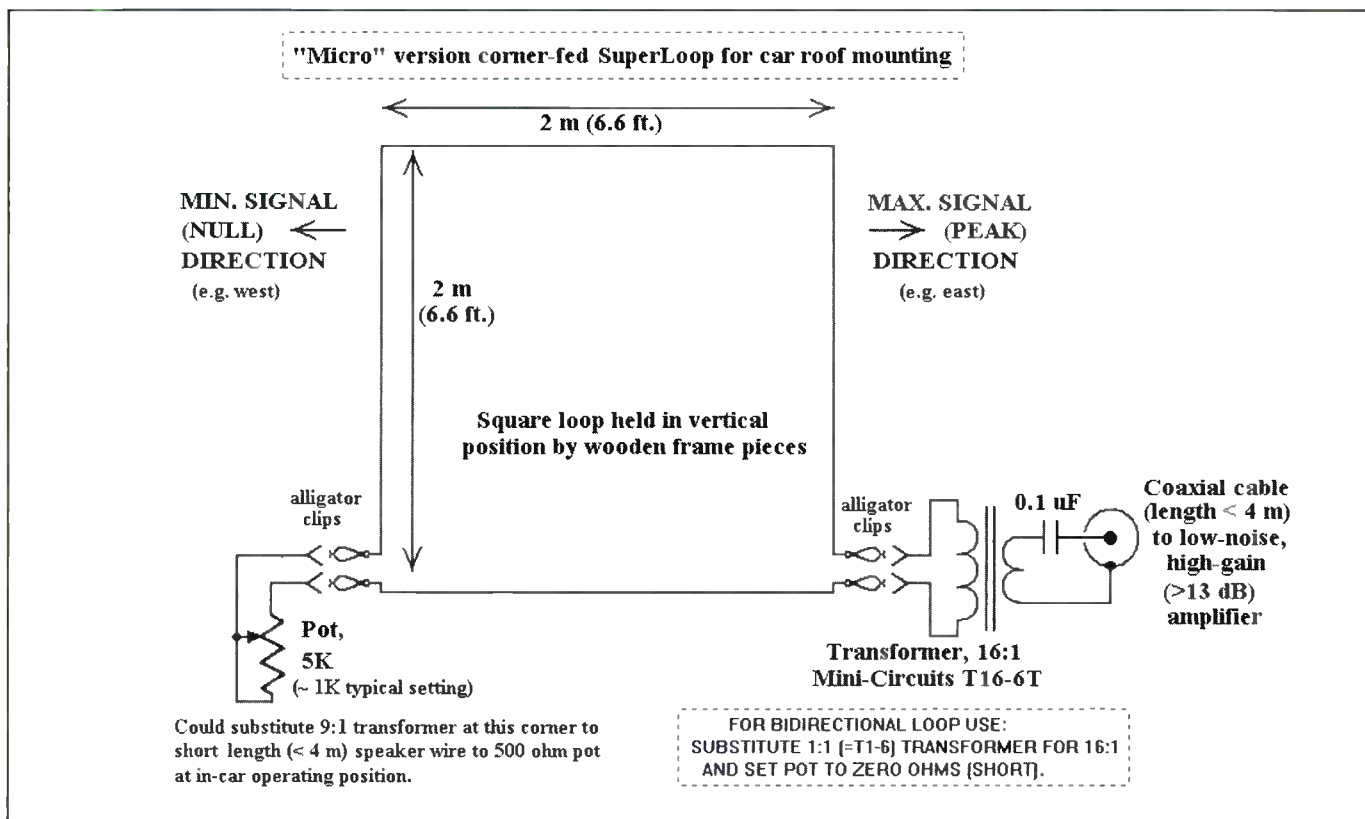 "Micro" version corner-fed SuperLoop for car roof mounting
2 m (6.6 ft.)
MIN. SIGNAL
(NULL)
DIRECTION
(e.g. west)
MAX. SIGNAL
(PEAK)
DIRECTION
(e.g. east)
2 m
(6.6 ft.)
Square loop held in vertical
position by wooden frame pieces
alligator
clips
alligator
clips
0.1 uF
Coaxial cable
(length < 4 m)
to low-noise,
high-gain
(>13 dB)
amplifier
Pot,
5K
(~ 1K typical setting)
Transformer, 16:1
Mini-Circuits T16-6T
Could substitute 9:1 transformer at this corner to
short length (< 4 m) speaker wire to 500 ohm pot
at in-car operating position.
FOR BIDIRECTIONAL LOOP USE:
SUBSTITUTE 1:1 (=T1-6) TRANSFORMER FOR 16:1
AND SET POT TO ZERO OHMS (SHORT).